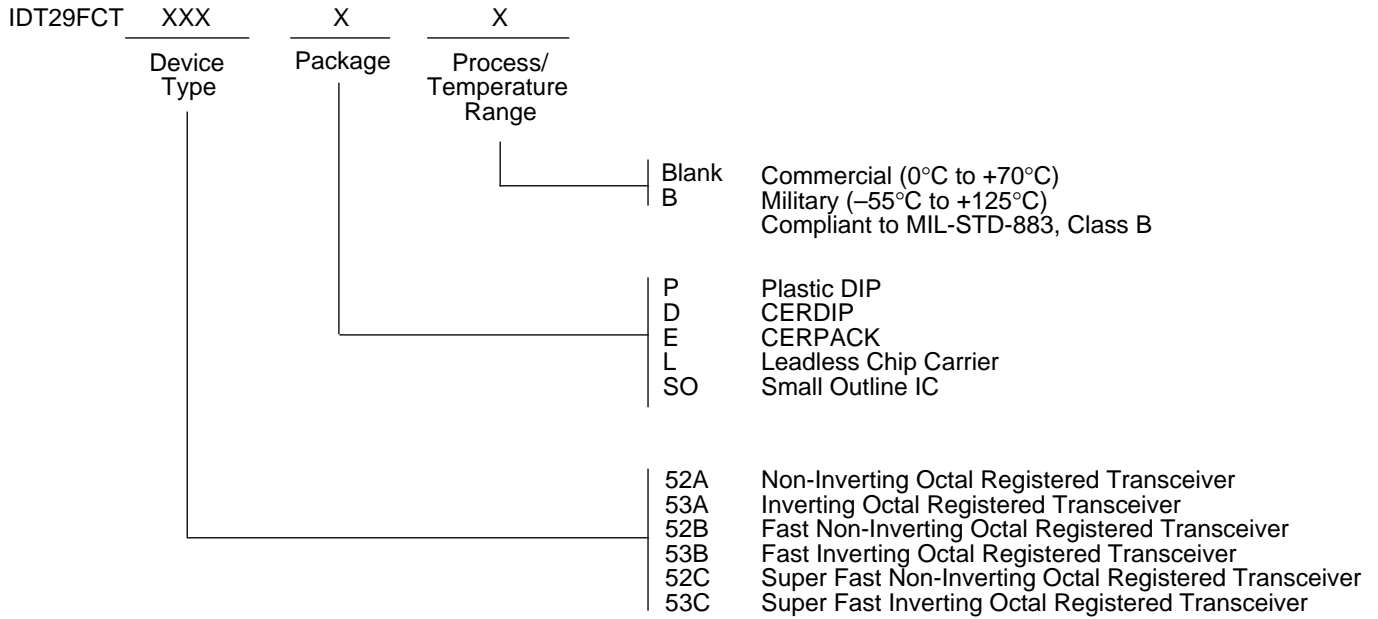 IDT29FCT XXX X X
Device Type
Package
Process/ Temperature Range
Blank Commercial (0°C to +70°C)
B Military (–55°C to +125°C)
Compliant to MIL-STD-883, Class B
P Plastic DIP
D CERDIP
E CERPACK
L Leadless Chip Carrier
SO Small Outline IC
52A Non-Inverting Octal Registered Transceiver
53A Inverting Octal Registered Transceiver
52B Fast Non-Inverting Octal Registered Transceiver
53B Fast Inverting Octal Registered Transceiver
52C Super Fast Non-Inverting Octal Registered Transceiver
53C Super Fast Inverting Octal Registered Transceiver